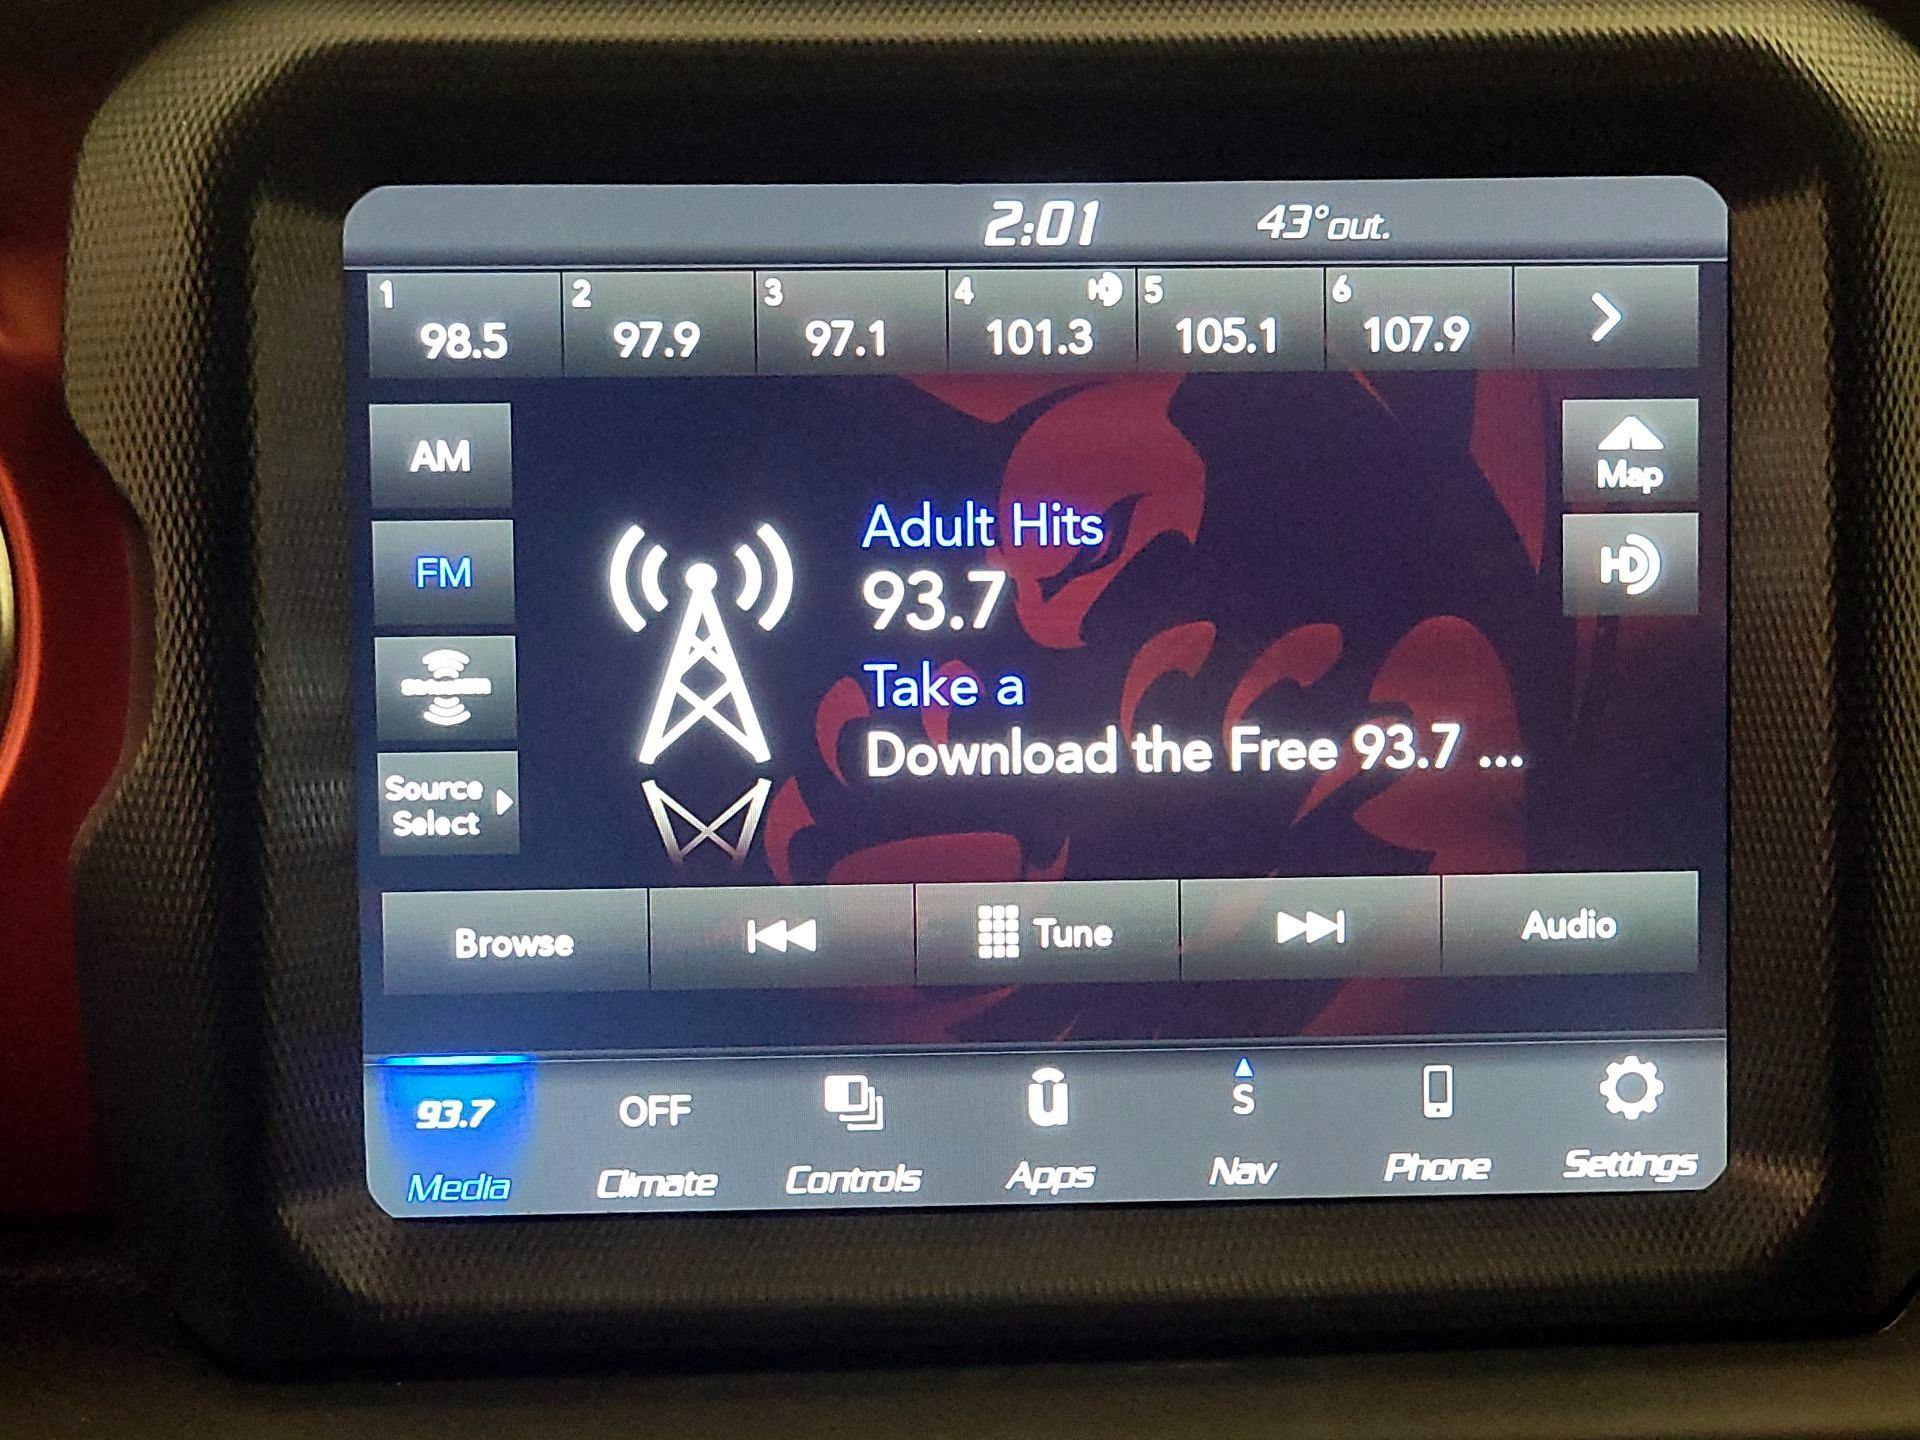 2:01 43°out.
1 2 3 4 HD 5 6
98.5 97.9 97.1 101.3 105.1 107.9
AM
Map
FM
HD
Adult Hits
93.7
Take a
Download the Free 93.7 ...
Source
Select
Browse Tune Audio
93.7 OFF u S
Media Climate Controls Apps Nav Phone Settings